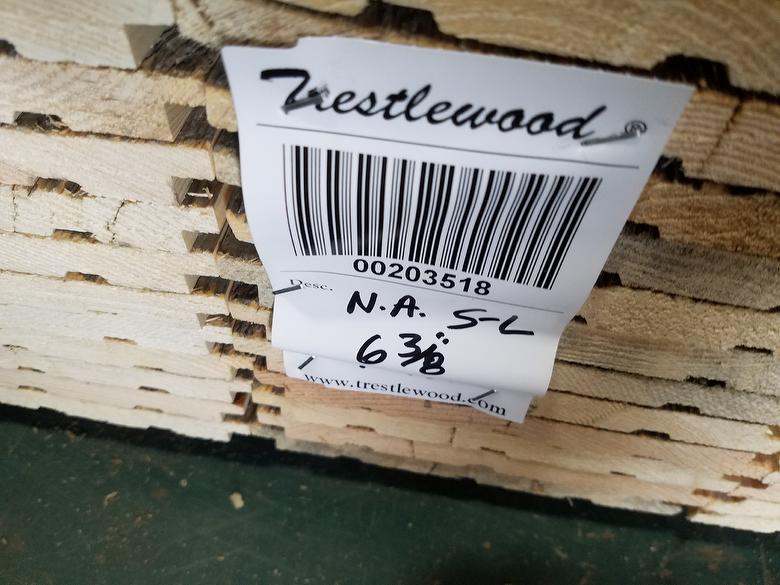 Trestlewood®
00203518
Desc.
N.A. S-L
6 3/8"
www.trestlewood.com